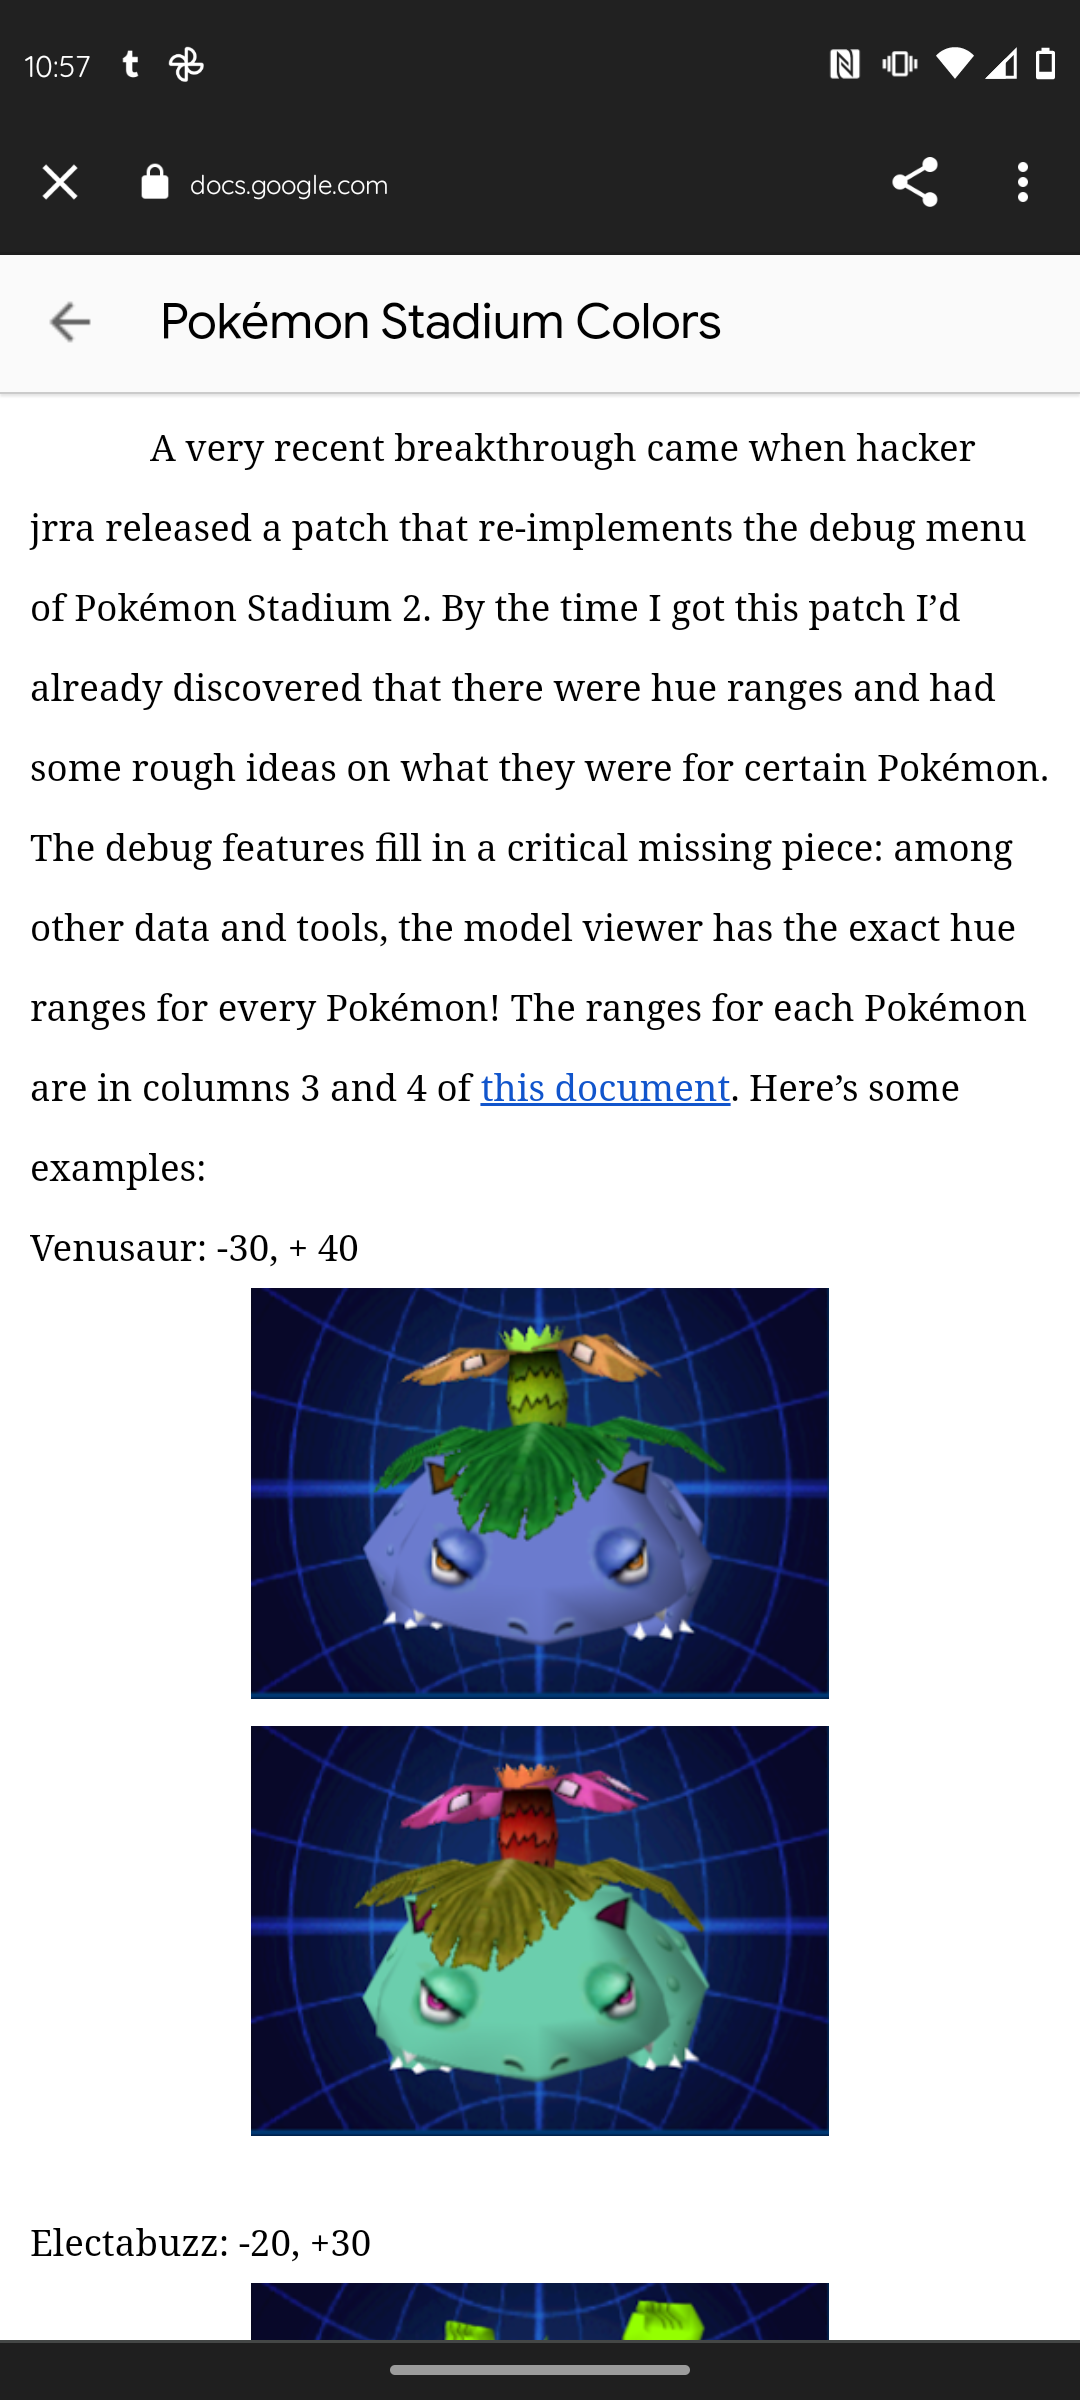 10:57
docs.google.com
Pokémon Stadium Colors
A very recent breakthrough came when hacker
jrra released a patch that re-implements the debug menu
of Pokémon Stadium 2. By the time I got this patch I’d
already discovered that there were hue ranges and had
some rough ideas on what they were for certain Pokémon.
The debug features fill in a critical missing piece: among
other data and tools, the model viewer has the exact hue
ranges for every Pokémon! The ranges for each Pokémon
are in columns 3 and 4 of this document. Here’s some
examples:
Venusaur: -30, + 40
Electabuzz: -20, +30